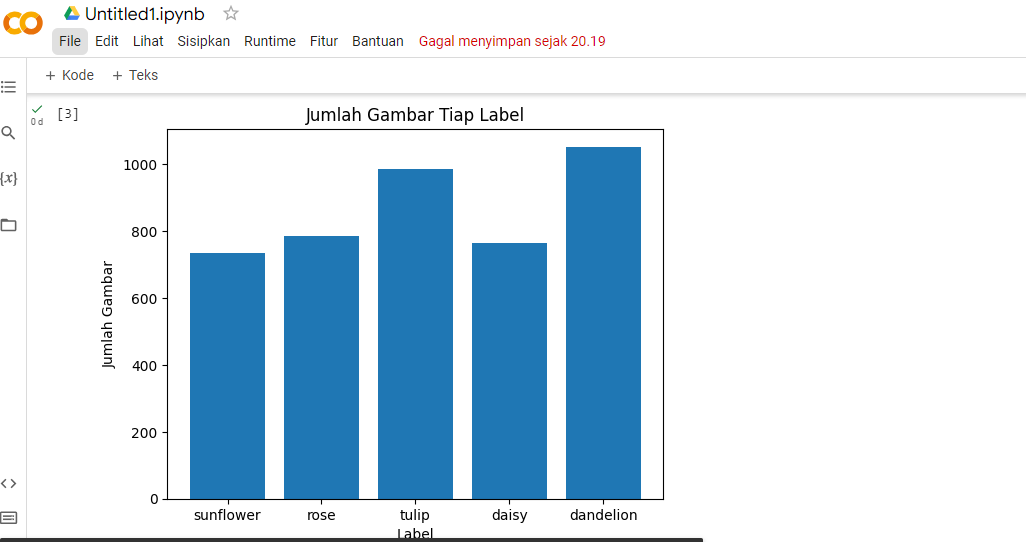 Untitled1.ipynb
File Edit Lihat Sisipkan Runtime Fitur Bantuan Gagal menyimpan sejak 20.19
+ Kode + Teks
[3]
0 d
{x}
Jumlah Gambar Tiap Label
Jumlah Gambar
1000
800
600
400
200
0
sunflower rose tulip daisy dandelion
Label